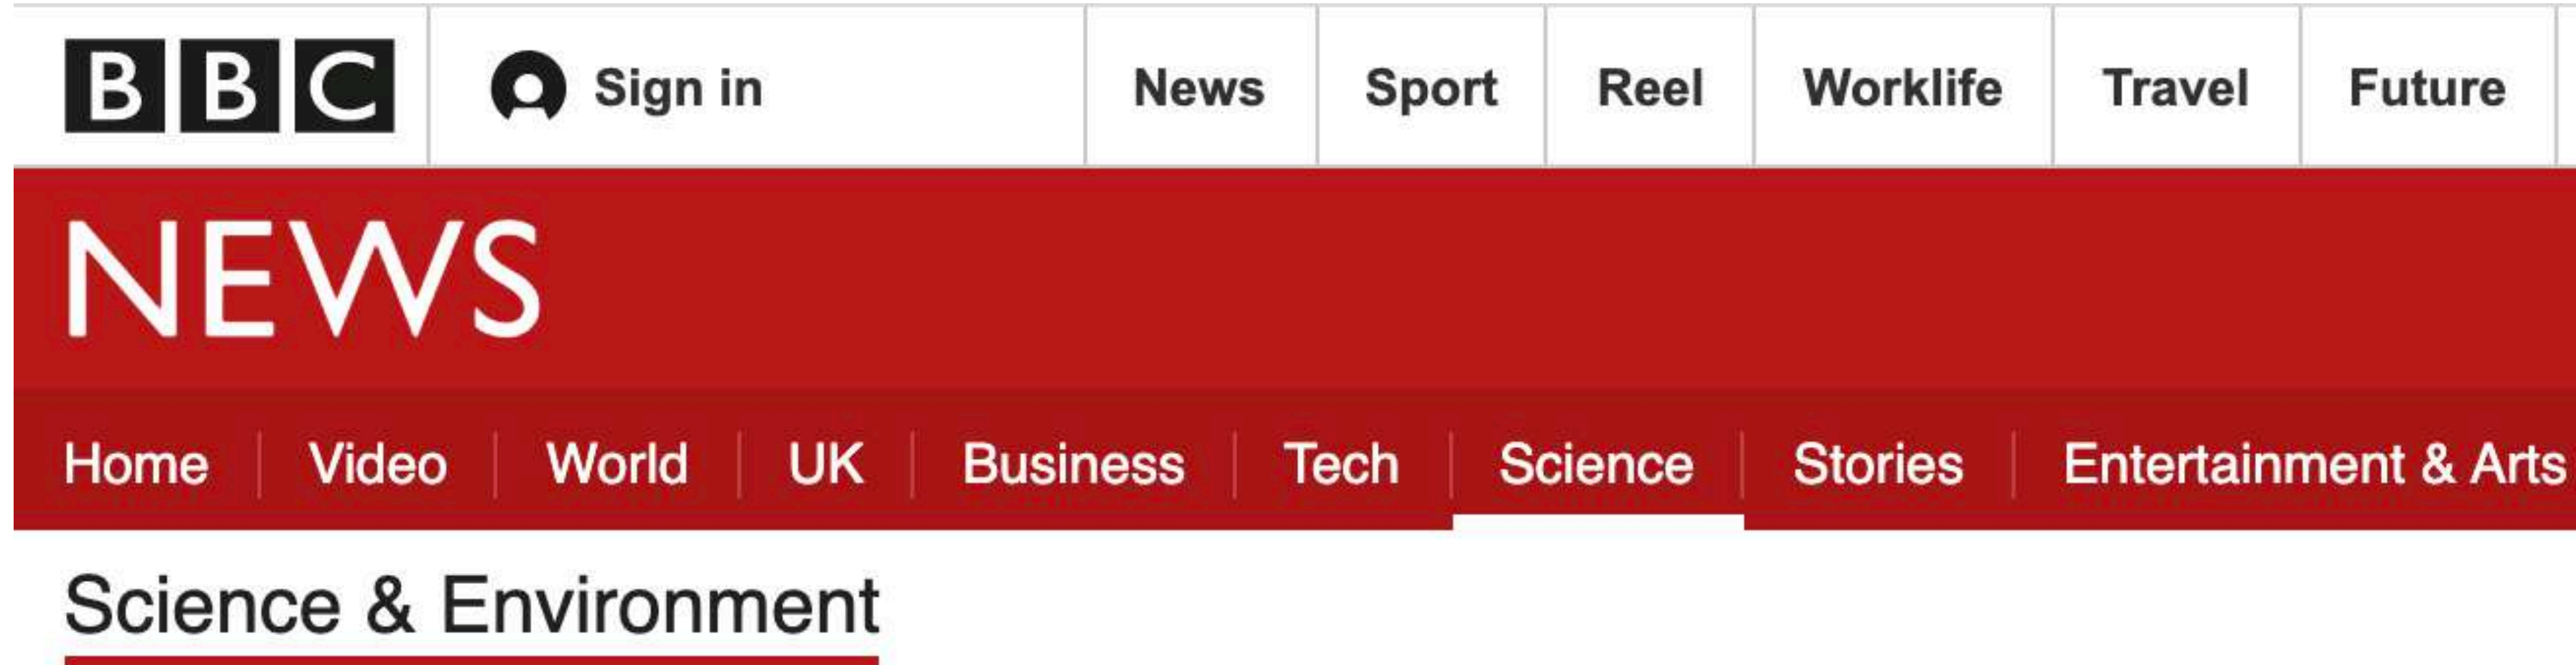 BBC Sign in News Sport Reel Worklife Travel Future
NEWS
Home Video World UK Business Tech Science Stories Entertainment & Arts
Science & Environment